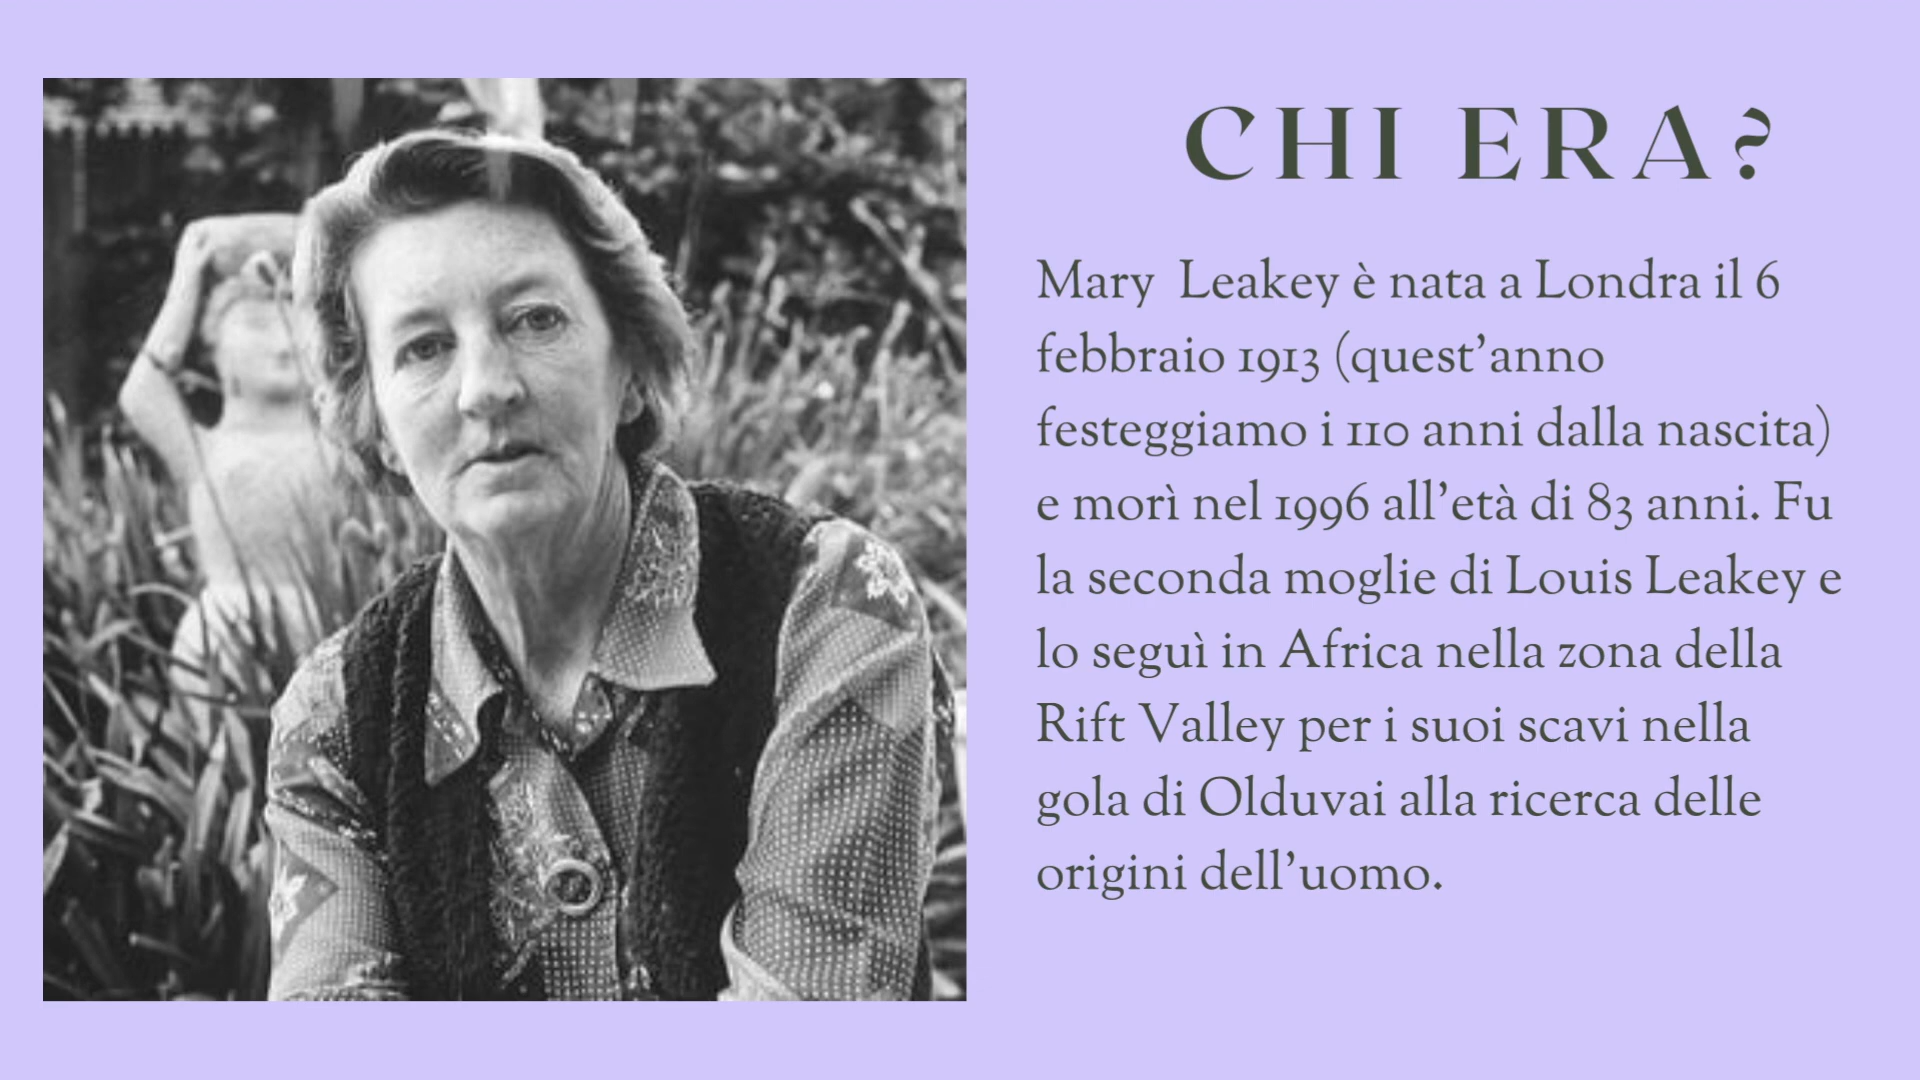 CHI ERA?
Mary  Leakey è nata a Londra il 6
febbraio 1913 (quest’anno
festeggiamo i 110 anni dalla nascita)
e morì nel 1996 all’età di 83 anni. Fu
la seconda moglie di Louis Leakey e
lo seguì in Africa nella zona della
Rift Valley per i suoi scavi nella
gola di Olduvai alla ricerca delle
origini dell’uomo.